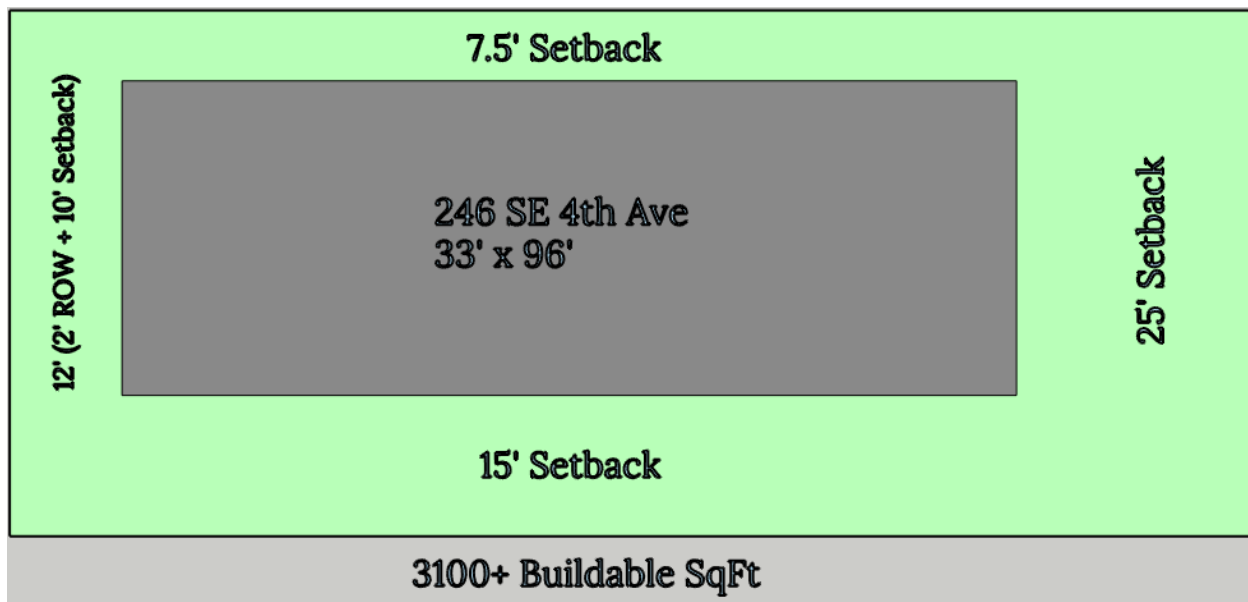 7.5' Setback
12' (2' ROW + 10' Setback)
246 SE 4th Ave
33' x 96'
25' Setback
15' Setback
3100+ Buildable SqFt